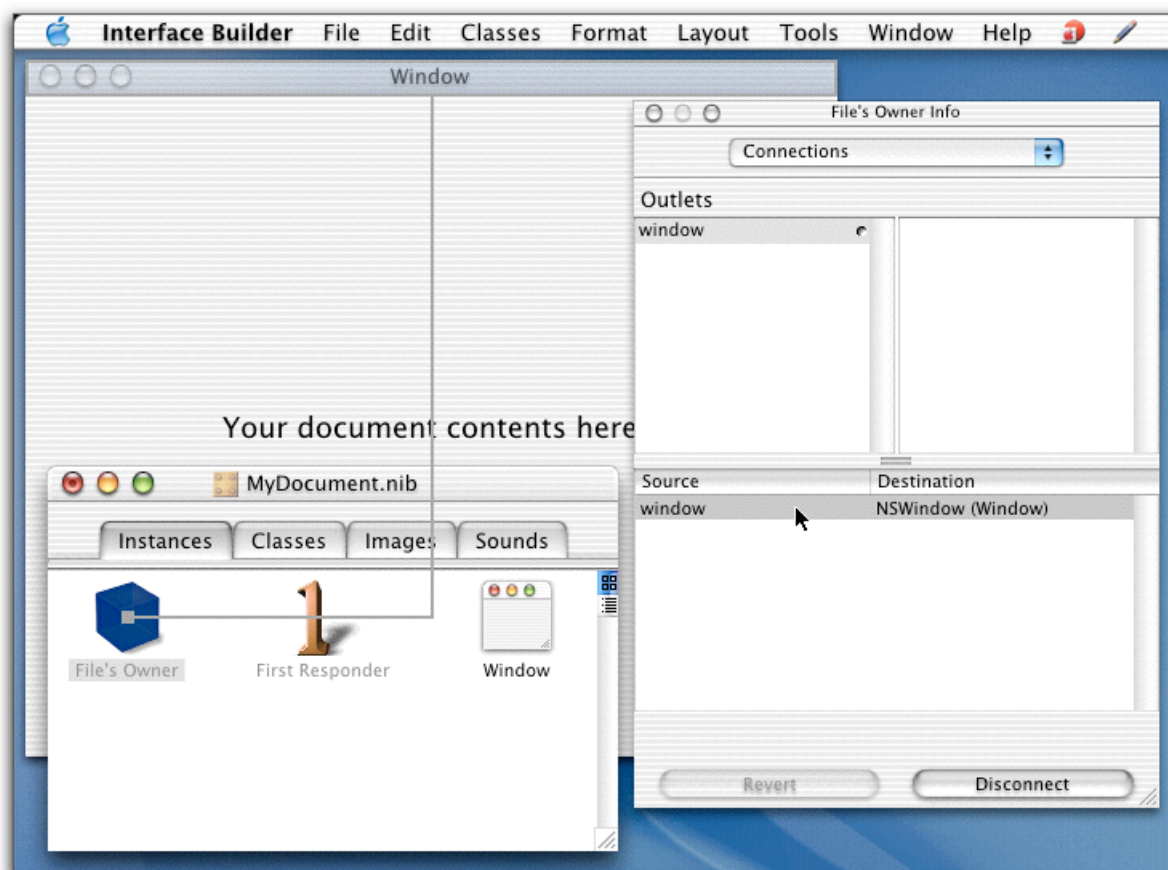 Interface Builder File Edit Classes Format Layout Tools Window Help
Window
File's Owner Info
Connections
Outlets
window
Your document contents here
Source Destination
window NSWindow (Window)
MyDocument.nib
Instances Classes Images Sounds
1
File's Owner First Responder Window
Revert Disconnect